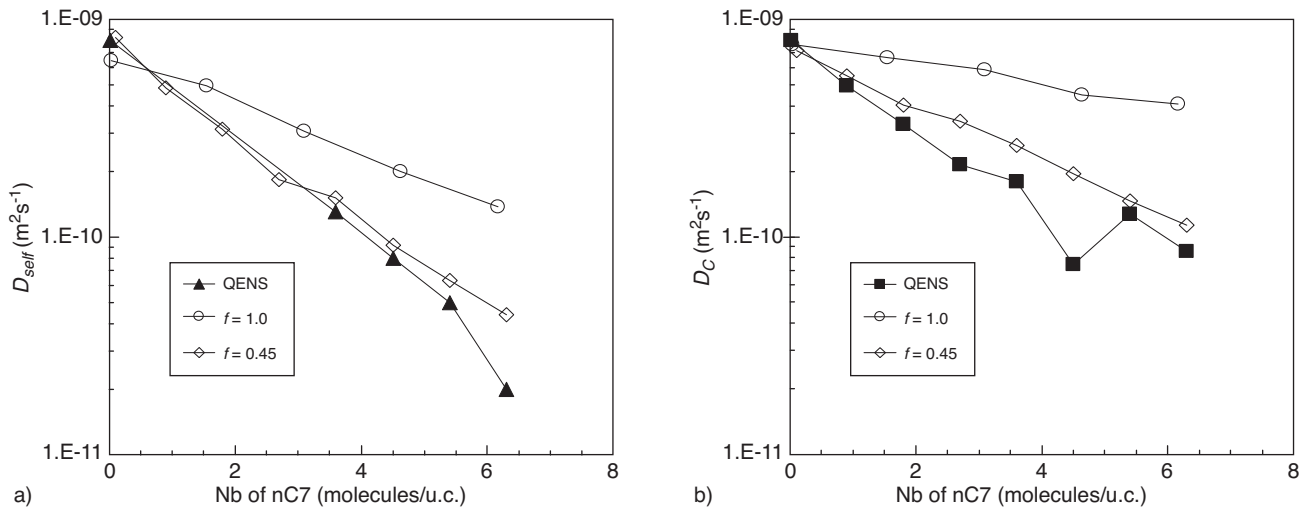 1.E-09
1.E-10
1.E-11
D_self (m²s⁻¹)
QENS
f = 1.0
f = 0.45
0 2 4 6 8
Nb of nC7 (molecules/u.c.)
a)
1.E-09
1.E-10
1.E-11
D_C (m²s⁻¹)
QENS
f = 1.0
f = 0.45
0 2 4 6 8
Nb of nC7 (molecules/u.c.)
b)